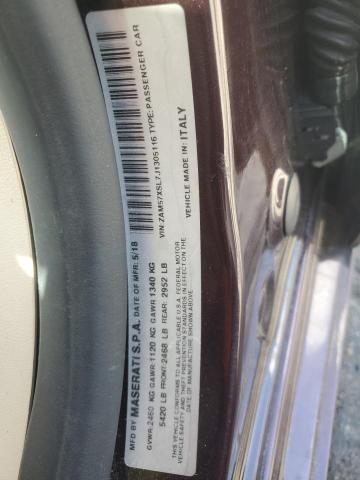 MFD BY MASERATI S.P.A. DATE OF MFR: 5/18
GVWR: 2460 KG GAWR: 1120 KG GAWR: 1340 KG
5420 LB FRONT: 2468 LB REAR: 2952 LB
THIS VEHICLE CONFORMS TO ALL APPLICABLE U.S.A. FEDERAL MOTOR
VEHICLE SAFETY AND THEFT PREVENTION STANDARDS IN EFFECT ON THE
DATE OF MANUFACTURE SHOWN ABOVE.
VIN: ZAM57XSL7J1305116 TYPE: PASSENGER CAR
VEHICLE MADE IN: ITALY